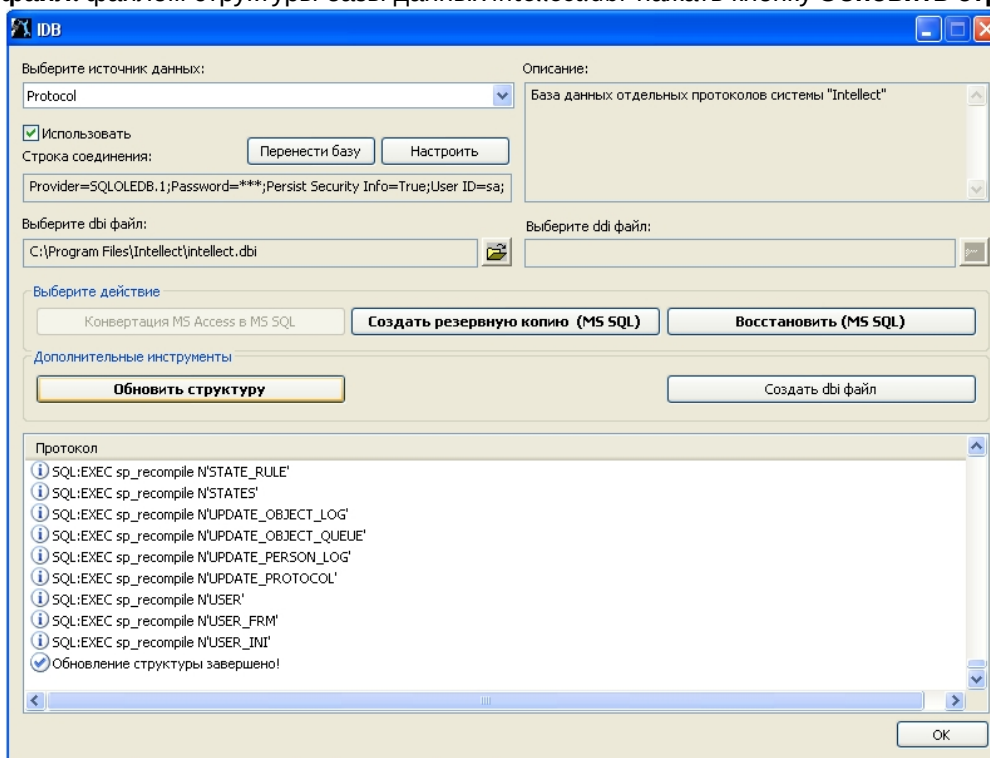 IDB
Выберите источник данных:
Описание:
Protocol
База данных отдельных протоколов системы "Intellect"
Использовать
Строка соединения:
Перенести базу
Настроить
Provider=SQLOLEDB.1;Password=***;Persist Security Info=True;User ID=sa;
Выберите dbi файл:
Выберите ddi файл:
C:\Program Files\Intellect\intellect.dbi
Выберите действие
Конвертация MS Access в MS SQL
Создать резервную копию (MS SQL)
Восстановить (MS SQL)
Дополнительные инструменты
Обновить структуру
Создать dbi файл
Протокол
SQL:EXEC sp_recompile N'STATE_RULE'
SQL:EXEC sp_recompile N'STATES'
SQL:EXEC sp_recompile N'UPDATE_OBJECT_LOG'
SQL:EXEC sp_recompile N'UPDATE_OBJECT_QUEUE'
SQL:EXEC sp_recompile N'UPDATE_PERSON_LOG'
SQL:EXEC sp_recompile N'UPDATE_PROTOCOL'
SQL:EXEC sp_recompile N'USER'
SQL:EXEC sp_recompile N'USER_FRM'
SQL:EXEC sp_recompile N'USER_INI'
Обновление структуры завершено!
OK